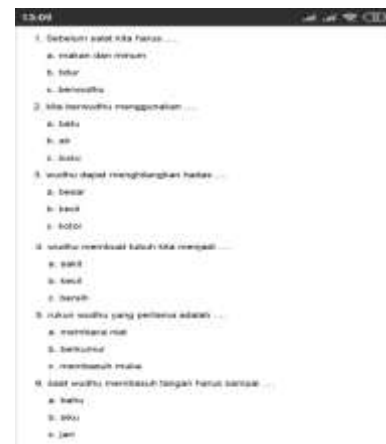 13:09
1. Sebelum salat kita harus ....
a. makan dan minum
b. tidur
c. berwudhu
2. kita berwudhu menggunakan ....
a. batu
b. air
c.
3. wudhu dapat menghilangkan hadas ....
a. besar
b. kecil
c. kotor
4. wudhu membuat tubuh kita menjadi ....
a. sakit
b. kecil
c. bersih
5. rukun wudhu yang pertama adalah ....
a. membaca niat
b. berkumur
c. membasuh muka
6. saat wudhu membasuh tangan harus sampai ....
a. bahu
b. siku
c. jari